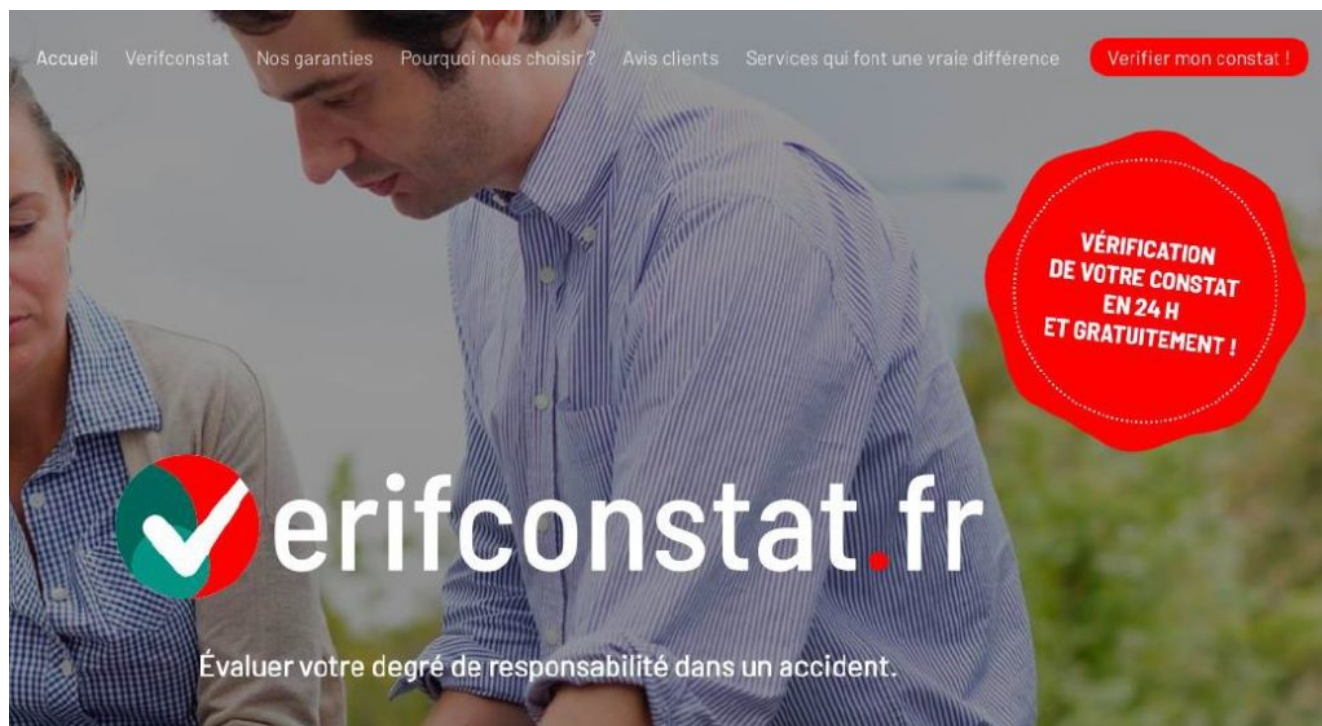 Accueil Verifconstat Nos garanties Pourquoi nous choisir ? Avis clients Services qui font une vraie différence Verifier mon constat !
VÉRIFICATION
DE VOTRE CONSTAT
EN 24 H
ET GRATUITEMENT !
erifconstat.fr
Évaluer votre degré de responsabilité dans un accident.